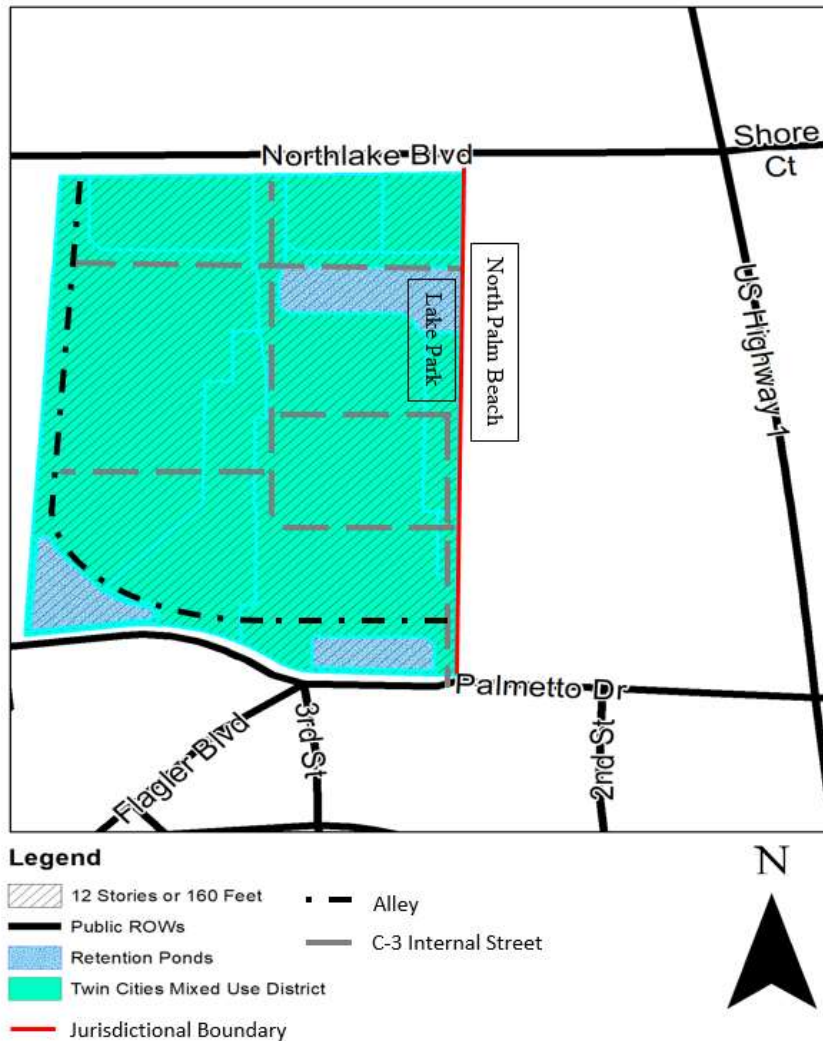 Northlake Blvd
Shore
Ct
North Palm Beach
Lake Park
US Highway 1
Palmetto Dr
Flagler Blvd
3rd St
2nd St
Legend
12 Stories or 160 Feet
Public ROWs
Retention Ponds
Twin Cities Mixed Use District
Jurisdictional Boundary
Alley
C-3 Internal Street
N